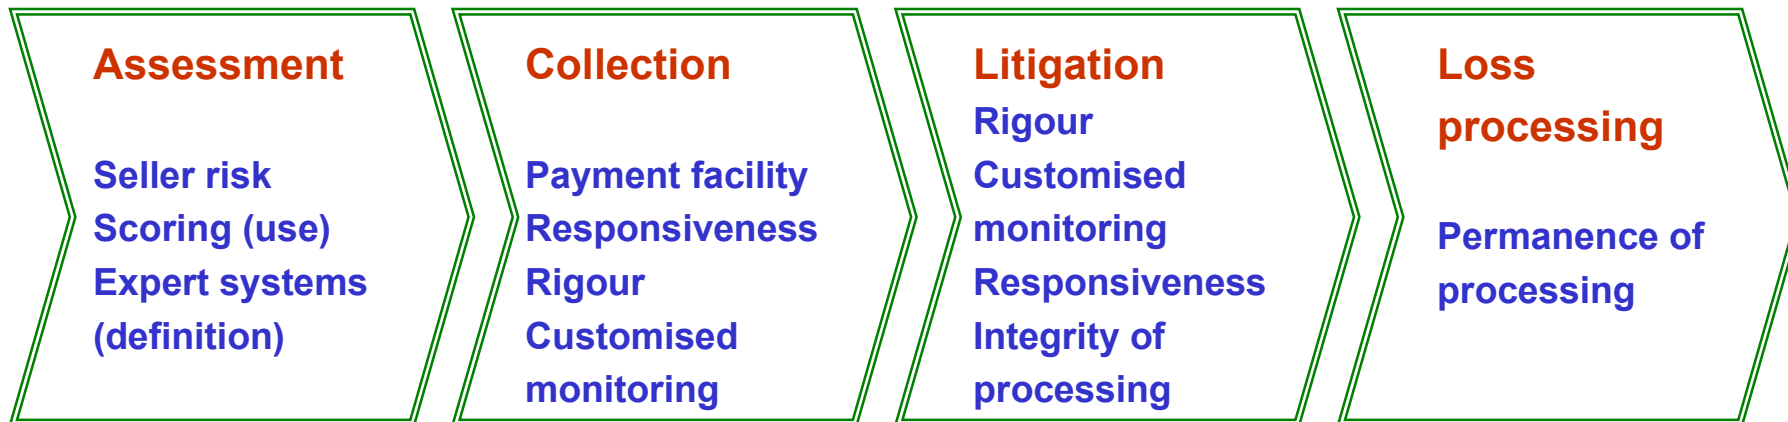 Assessment
Seller risk
Scoring (use)
Expert systems
(definition)
Collection
Payment facility
Responsiveness
Rigour
Customised
monitoring
Litigation
Rigour
Customised
monitoring
Responsiveness
Integrity of
processing
Loss
processing
Permanence of
processing